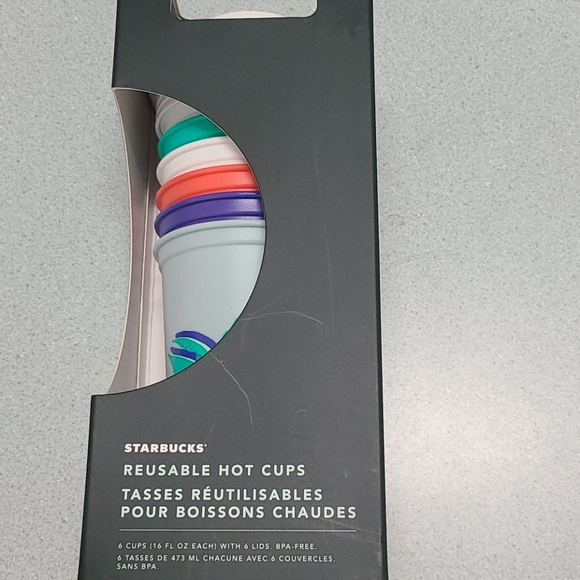 STARBUCKS®
REUSABLE HOT CUPS
TASSES RÉUTILISABLES
POUR BOISSONS CHAUDES
6 CUPS (16 FL OZ EACH) WITH 6 LIDS. BPA-FREE.
6 TASSES DE 473 ML CHACUNE AVEC 6 COUVERCLES.
SANS BPA.